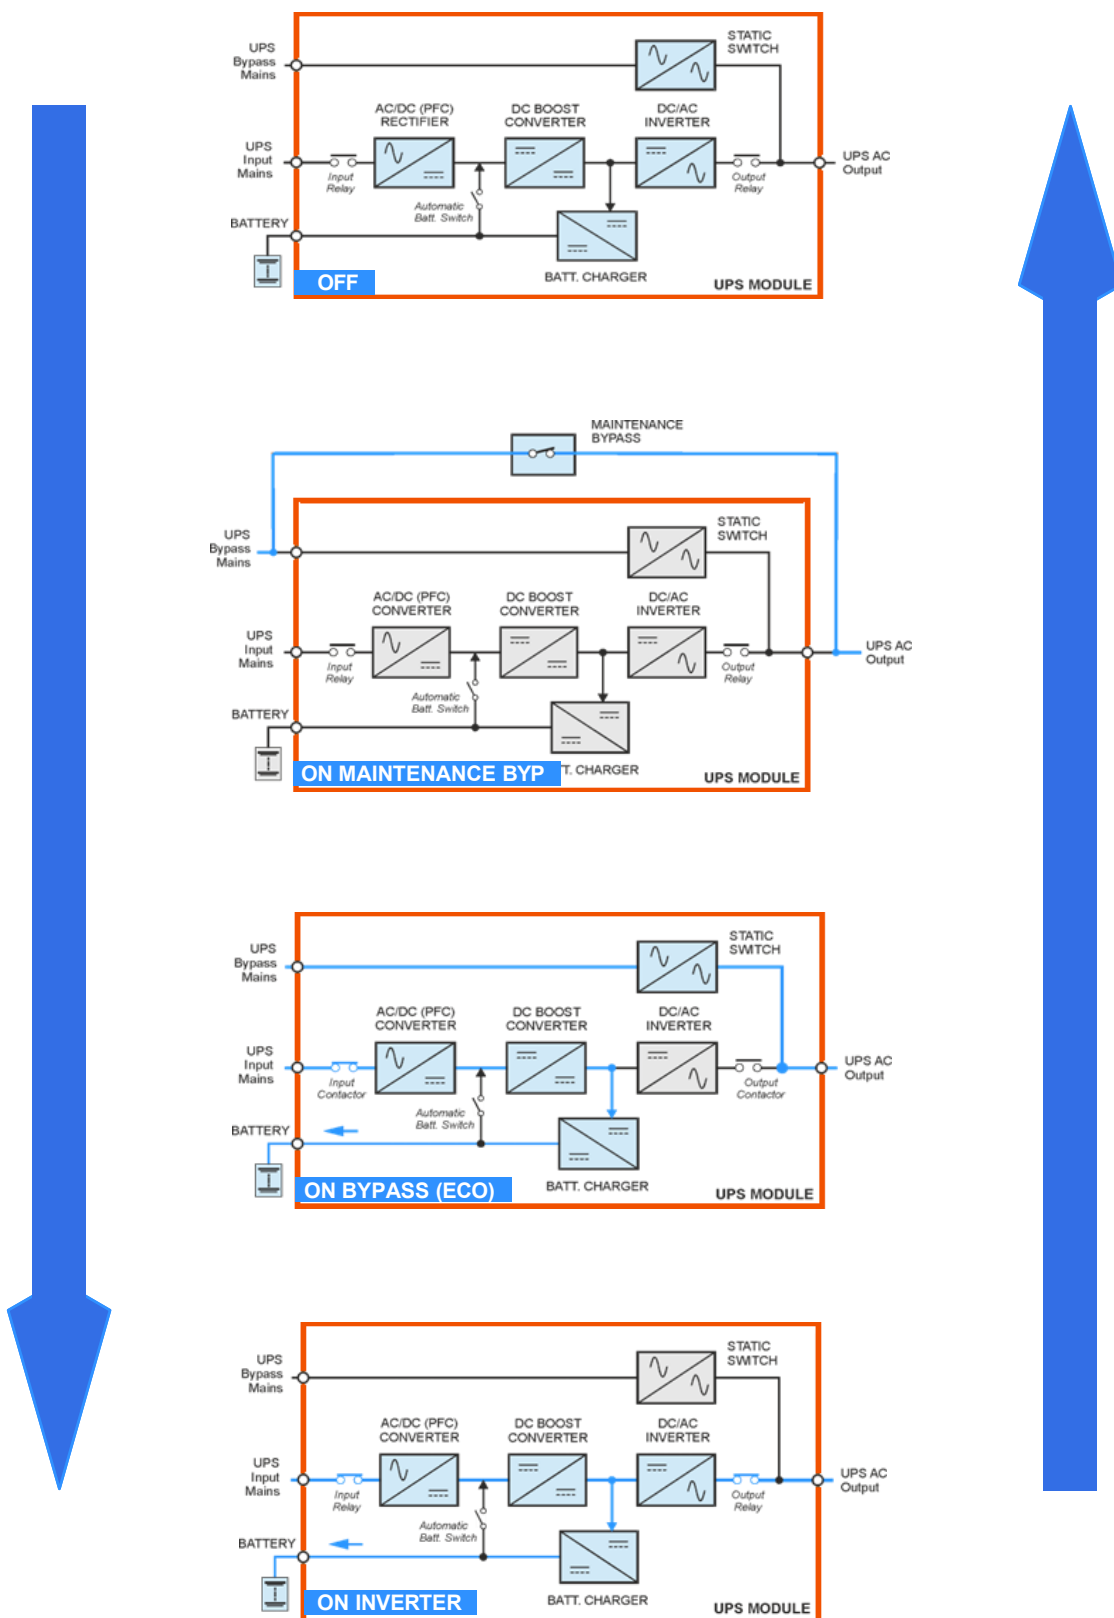 STATIC
SWITCH
UPS
Bypass
Mains
AC/DC (PFC)
RECTIFIER
DC BOOST
CONVERTER
DC/AC
INVERTER
UPS
Input
Mains
Input
Relay
Output
Relay
UPS AC
Output
Automatic
Batt. Switch
BATTERY
BATT. CHARGER
OFF
UPS MODULE
MAINTENANCE
BYPASS
STATIC
SWITCH
UPS
Bypass
Mains
AC/DC (PFC)
CONVERTER
DC BOOST
CONVERTER
DC/AC
INVERTER
UPS
Input
Mains
Input
Relay
Output
Relay
UPS AC
Output
Automatic
Batt. Switch
BATTERY
ON MAINTENANCE BYP
T. CHARGER
UPS MODULE
STATIC
SWITCH
UPS
Bypass
Mains
AC/DC (PFC)
CONVERTER
DC BOOST
CONVERTER
DC/AC
INVERTER
UPS
Input
Mains
Input
Contactor
Output
Contactor
UPS AC
Output
Automatic
Batt. Switch
BATTERY
BATT. CHARGER
ON BYPASS (ECO)
UPS MODULE
STATIC
SWITCH
UPS
Bypass
Mains
AC/DC (PFC)
CONVERTER
DC BOOST
CONVERTER
DC/AC
INVERTER
UPS
Input
Mains
Input
Relay
Output
Relay
UPS AC
Output
Automatic
Batt. Switch
BATTERY
BATT. CHARGER
ON INVERTER
UPS MODULE